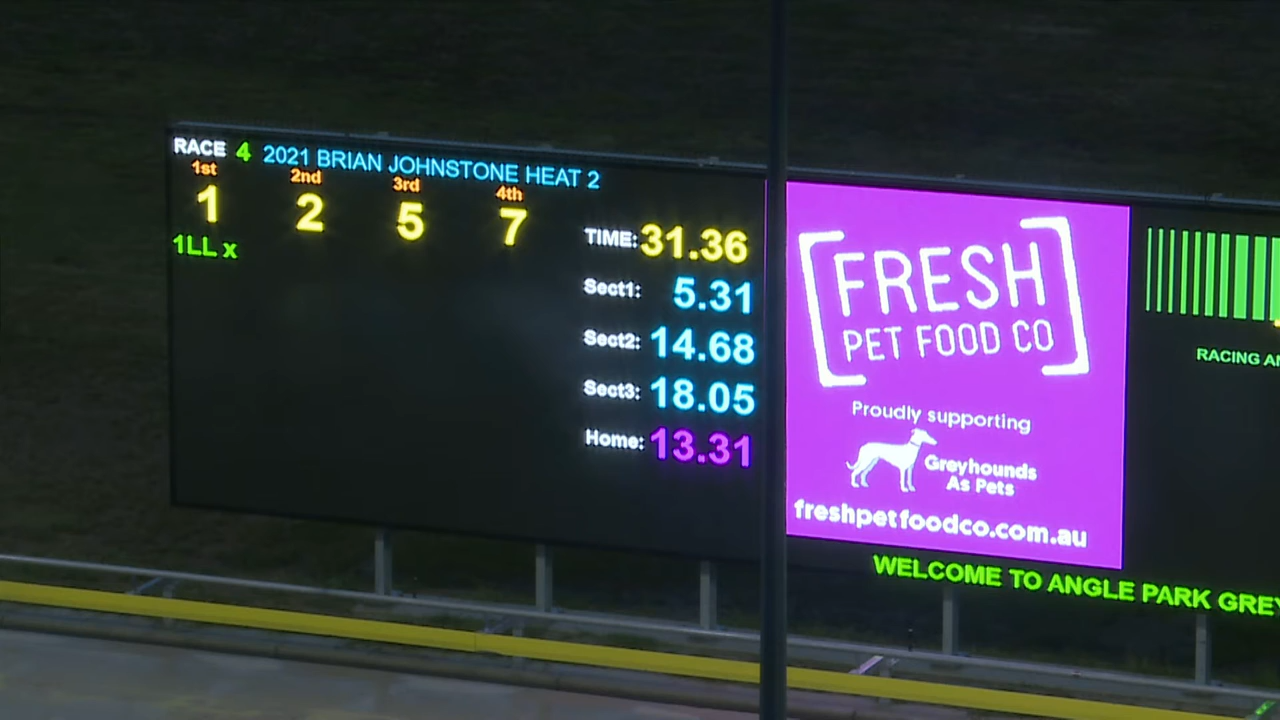 RACE 4 2021 BRIAN JOHNSTONE HEAT 2
1st 2nd 3rd 4th
1 2 5 7
1LL x
TIME: 31.36
Sect1: 5.31
Sect2: 14.68
Sect3: 18.05
Home: 13.31
FRESH
PET FOOD CO
Proudly supporting
Greyhounds
As Pets
freshpetfoodco.com.au
RACING
WELCOME TO ANGLE PARK